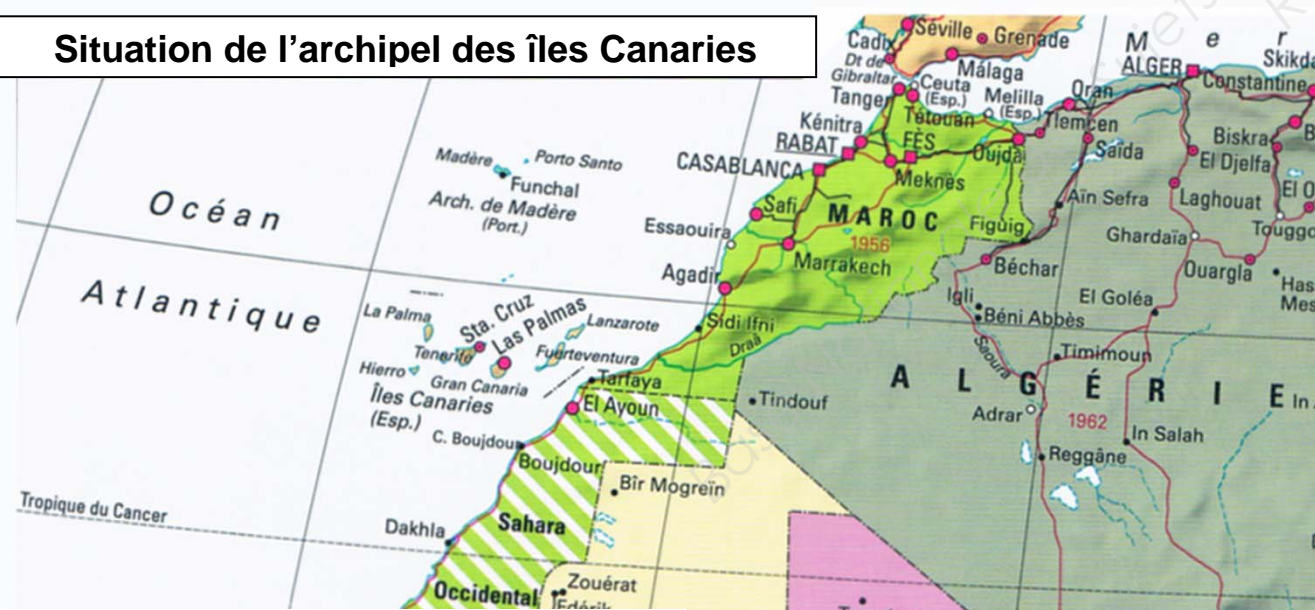 Situation de l’archipel des îles Canaries
Séville
Grenade
Cadix
Málaga
Dt de
Gibraltar
Ceuta
(Esp.)
Melilla
(Esp.)
Tanger
Tétouan
Kénitra
RABAT
FÈS
CASABLANCA
Meknès
Oujda
Oran
Tlemcen
M e r
ALGER
Skikda
Constantine
Saïda
Biskra
El Djelfa
Laghouat
Aïn Sefra
Ghardaïa
Ouargla
Madère
Porto Santo
Funchal
Arch. de Madère
(Port.)
Océan
Atlantique
Safi
MAROC
1956
Figuig
Essaouira
Marrakech
Agadir
Béchar
Igli
Béni Abbès
El Goléa
Saoura
Timimoun
Sidi Ifni
Draâ
La Palma
Sta. Cruz
Las Palmas
Lanzarote
Tenerife
Fuerteventura
Hierro
Gran Canaria
Îles Canaries
(Esp.)
Tarfaya
El Ayoun
Tindouf
ALGÉRIE
1962
Adrar
In Salah
Reggâne
C. Boujdour
Boujdour
Bîr Mogreïn
Tropique du Cancer
Dakhla
Sahara
Occidental
Zouérat